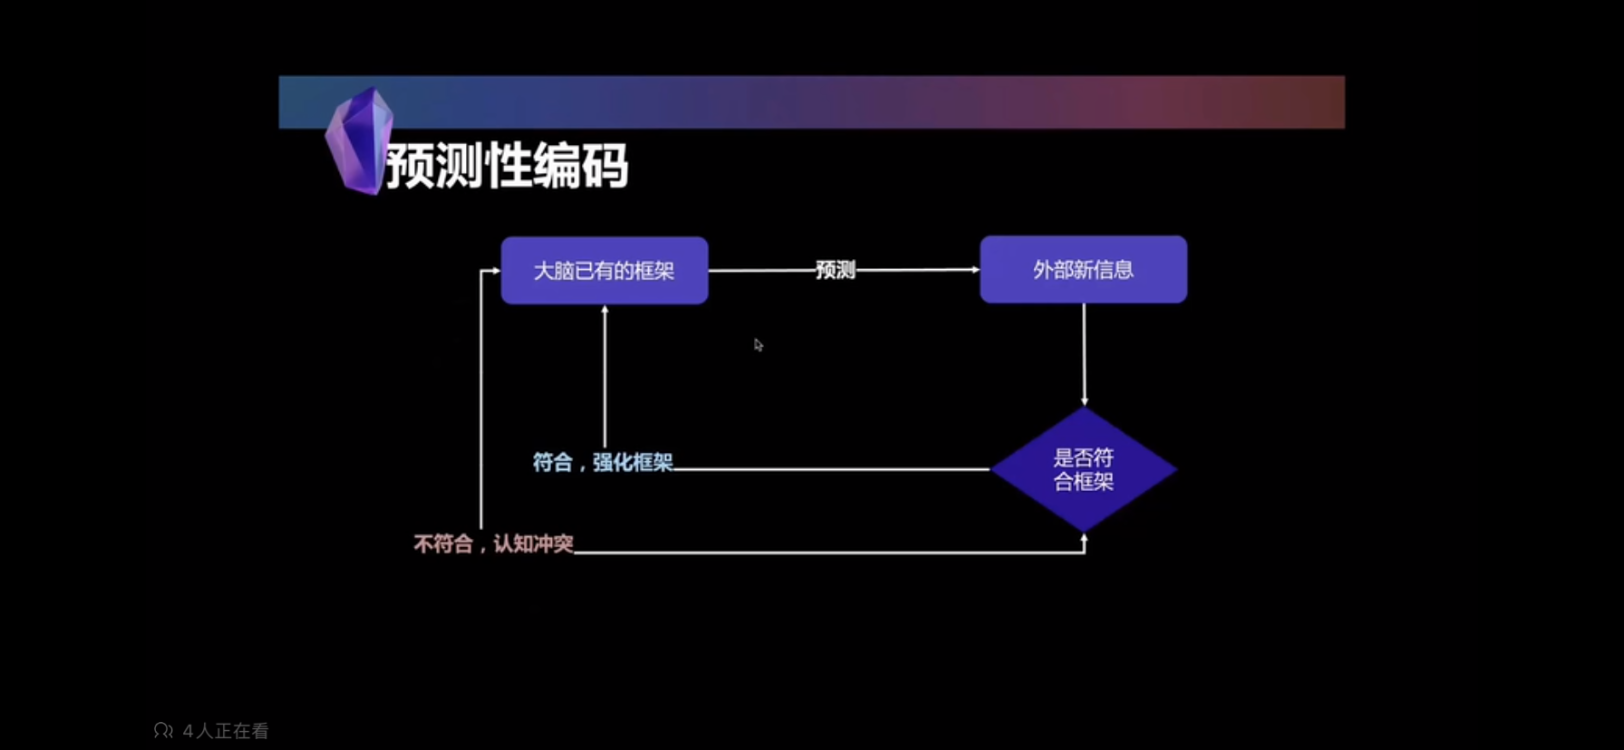 预测性编码
大脑已有的框架
预测
外部新信息
是否符
合框架
符合，强化框架
不符合，认知冲突
4人正在看